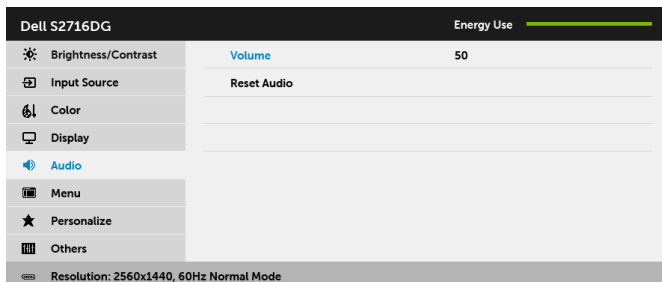 Dell S2716DG Energy Use
Brightness/Contrast Volume 50
Input Source Reset Audio
Color
Display
Audio
Menu
Personalize
Others
Resolution: 2560x1440, 60Hz Normal Mode